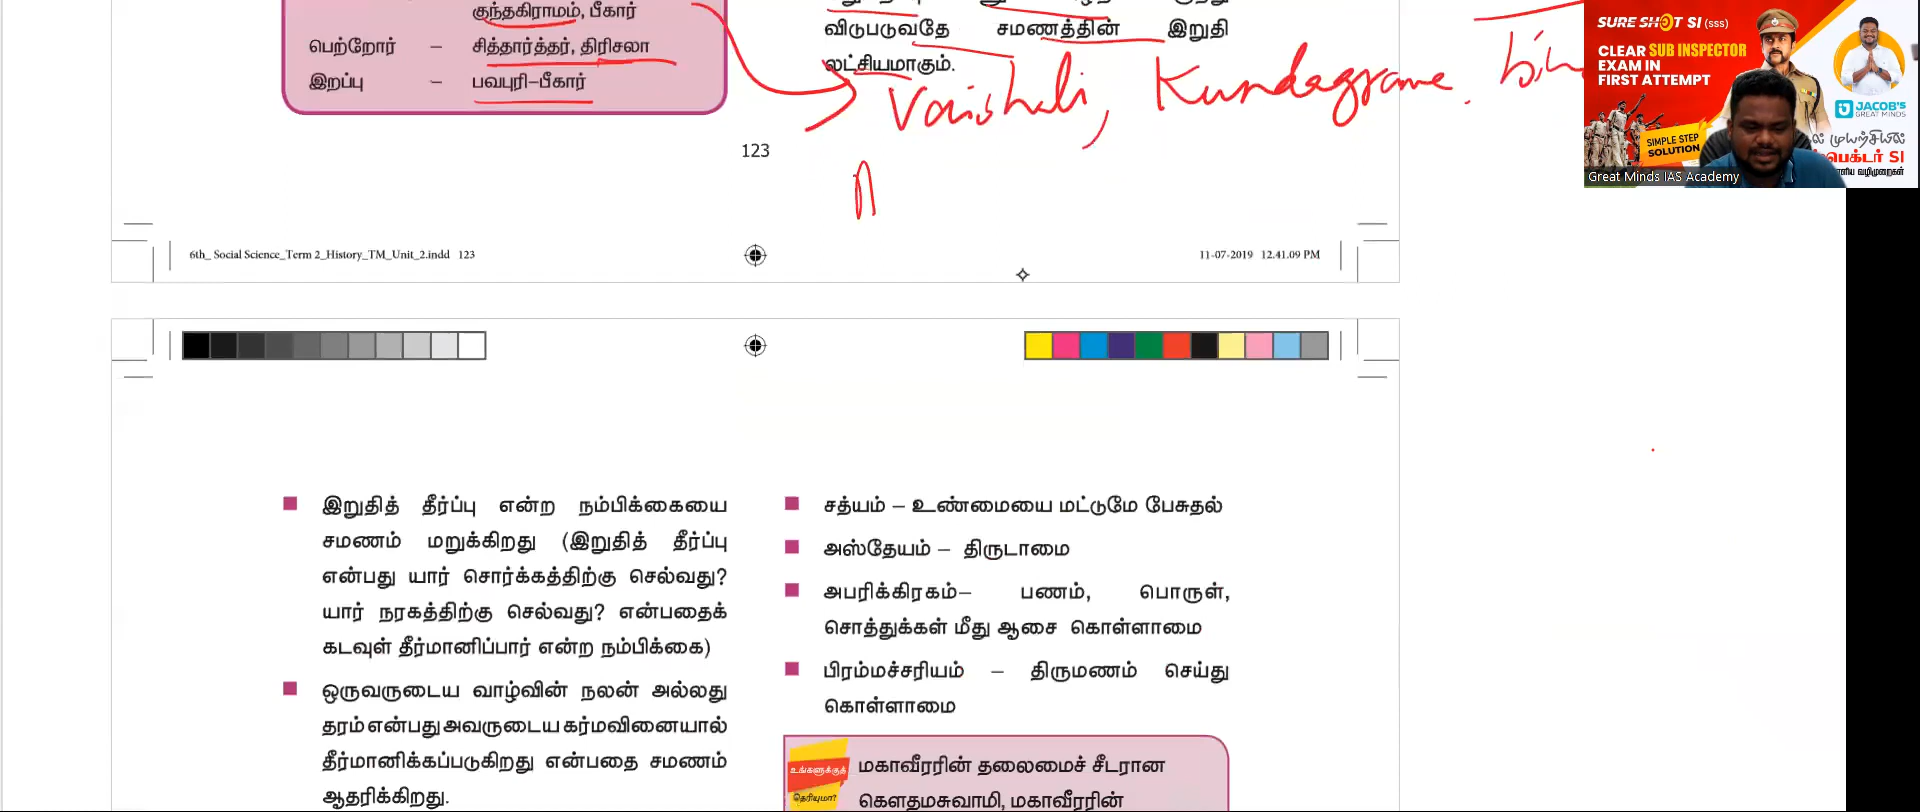 குந்தகிராமம், பீகார்
பெற்றோர் – சித்தார்த்தர், திரிசலா
இறப்பு – பவபுரி–பீகார்
விடுபடுவதே சமணத்தின் இறுதி
லட்சியமாகும்.
Vaishali, Kundagrama.
123
6th_ Social Science_Term 2_History_TM_Unit_2.indd 123
11-07-2019 12.41.09 PM
இறுதித் தீர்ப்பு என்ற நம்பிக்கையை
சமணம் மறுக்கிறது (இறுதித் தீர்ப்பு
என்பது யார் சொர்க்கத்திற்கு செல்வது?
யார் நரகத்திற்கு செல்வது? என்பதைக்
கடவுள் தீர்மானிப்பார் என்ற நம்பிக்கை)
ஒருவருடைய வாழ்வின் நலன் அல்லது
தரம் என்பது அவருடைய கர்மவினையால்
தீர்மானிக்கப்படுகிறது என்பதை சமணம்
ஆதரிக்கிறது.
சத்யம் – உண்மையை மட்டுமே பேசுதல்
அஸ்தேயம் – திருடாமை
அபரிக்கிரகம்– பணம், பொருள்,
சொத்துக்கள் மீது ஆசை கொள்ளாமை
பிரம்மச்சரியம் – திருமணம் செய்து
கொள்ளாமை
உங்களுக்குத்
தெரியுமா?
மகாவீரரின் தலைமைச் சீடரான
கௌதமசுவாமி, மகாவீரரின்
SURE SHOT SI (SSS)
CLEAR SUB INSPECTOR
EXAM IN
FIRST ATTEMPT
SIMPLE STEP
SOLUTION
JACOB's
GREAT MINDS
முயற்சியில்
SI
Great Minds IAS Academy